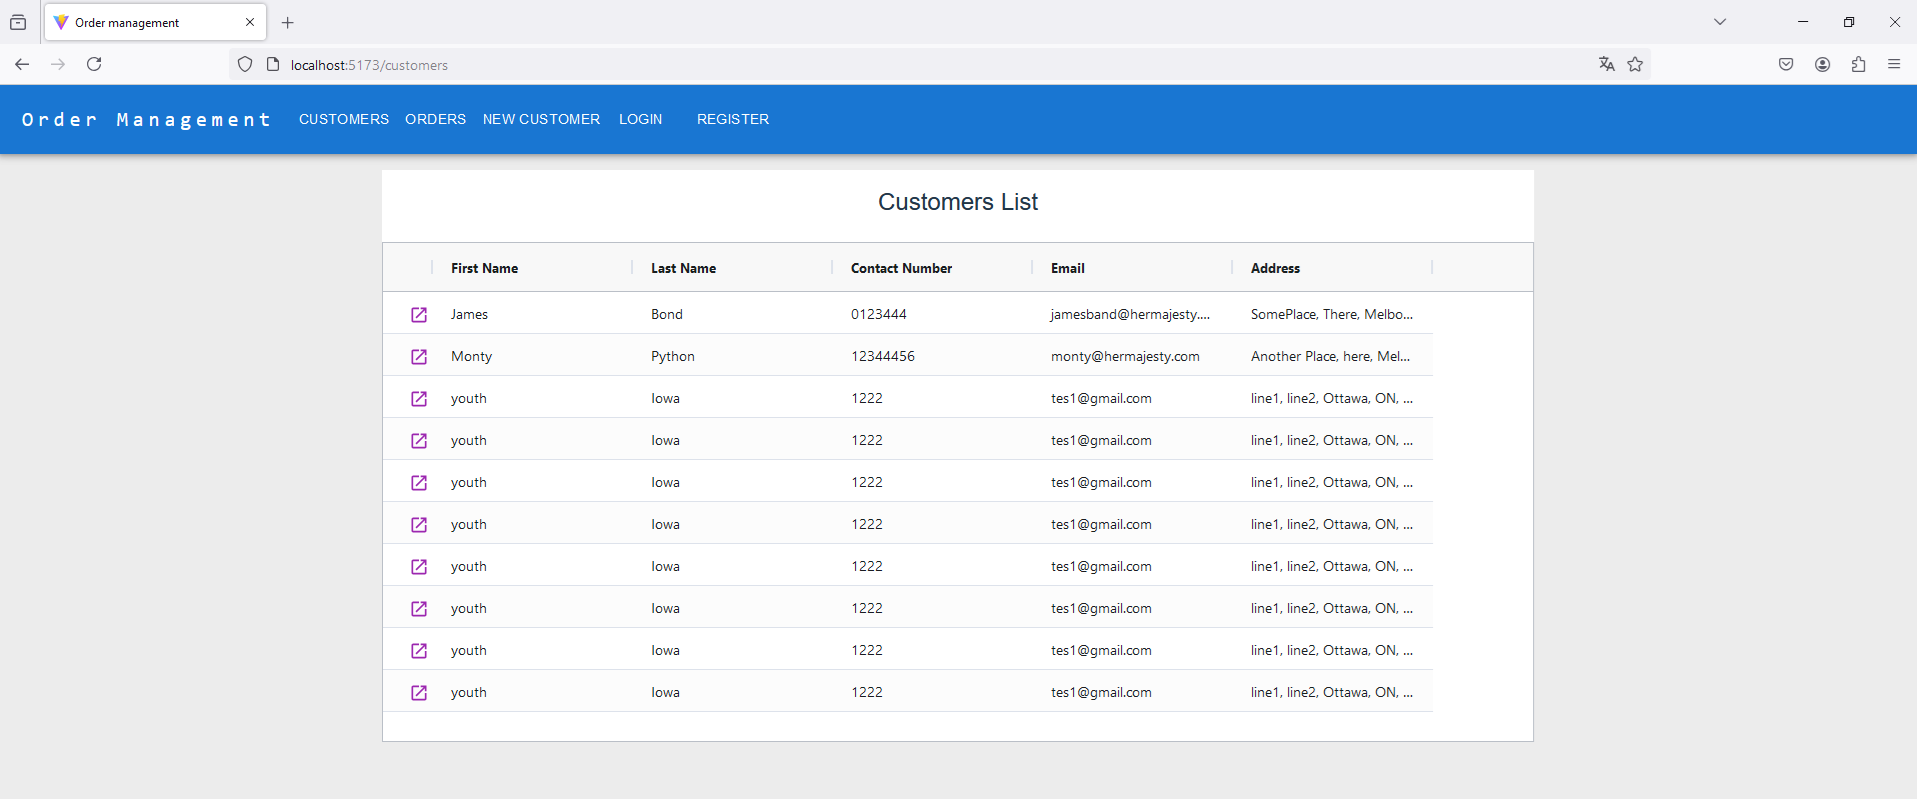 Order management
localhost:5173/customers
Order Management CUSTOMERS ORDERS NEW CUSTOMER LOGIN REGISTER
Customers List
First Name Last Name Contact Number Email Address
James Bond 0123444 jamesband@hermajesty.... SomePlace, There, Melbo...
Monty Python 12344456 monty@hermajesty.com Another Place, here, Mel...
youth Iowa 1222 tes1@gmail.com line1, line2, Ottawa, ON, ...
youth Iowa 1222 tes1@gmail.com line1, line2, Ottawa, ON, ...
youth Iowa 1222 tes1@gmail.com line1, line2, Ottawa, ON, ...
youth Iowa 1222 tes1@gmail.com line1, line2, Ottawa, ON, ...
youth Iowa 1222 tes1@gmail.com line1, line2, Ottawa, ON, ...
youth Iowa 1222 tes1@gmail.com line1, line2, Ottawa, ON, ...
youth Iowa 1222 tes1@gmail.com line1, line2, Ottawa, ON, ...
youth Iowa 1222 tes1@gmail.com line1, line2, Ottawa, ON, ...